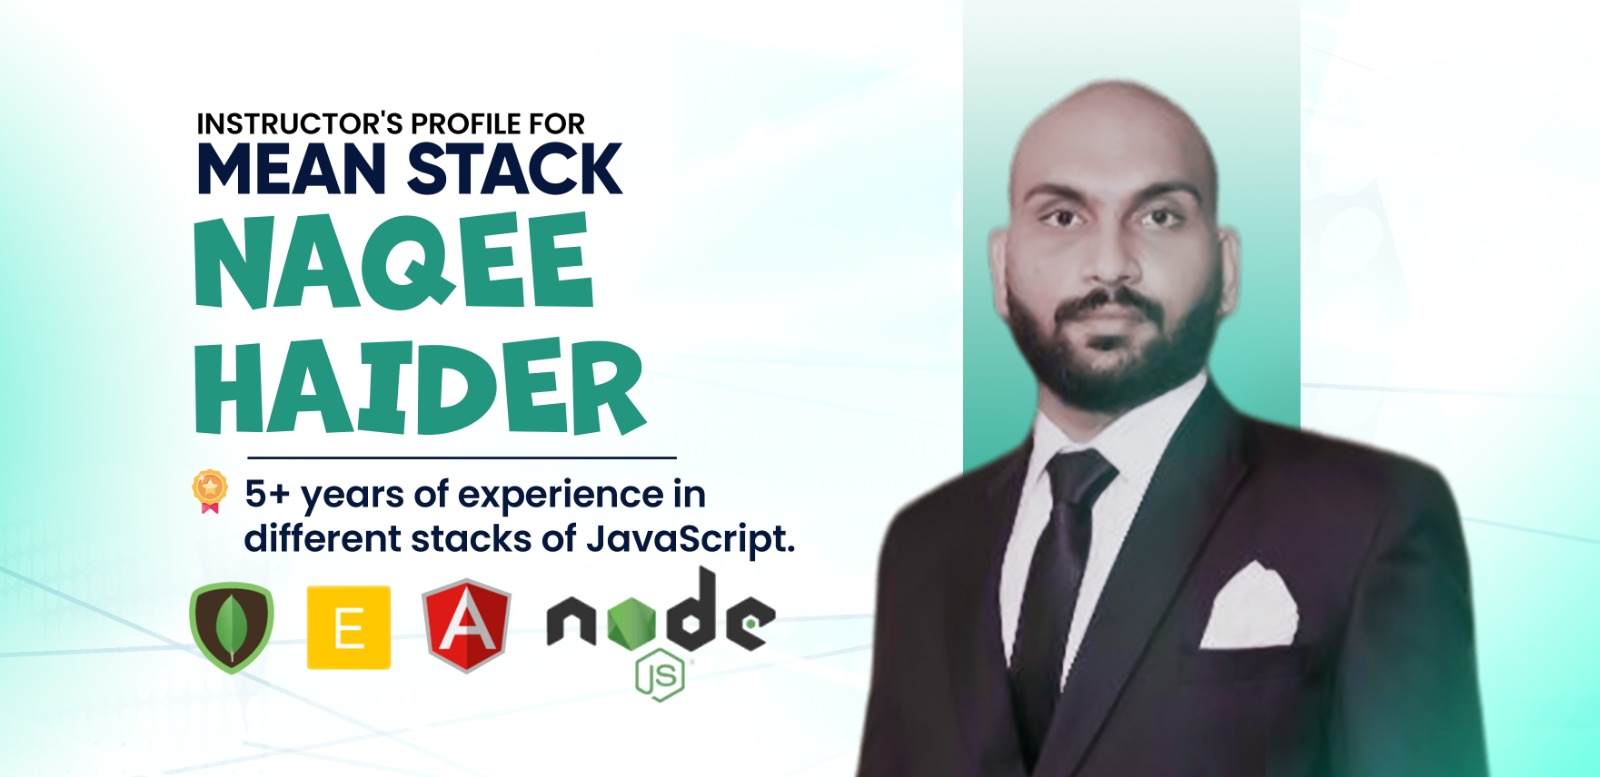 INSTRUCTOR'S PROFILE FOR
MEAN STACK
NAQEE
HAIDER
5+ years of experience in
different stacks of JavaScript.
E
A
node
JS